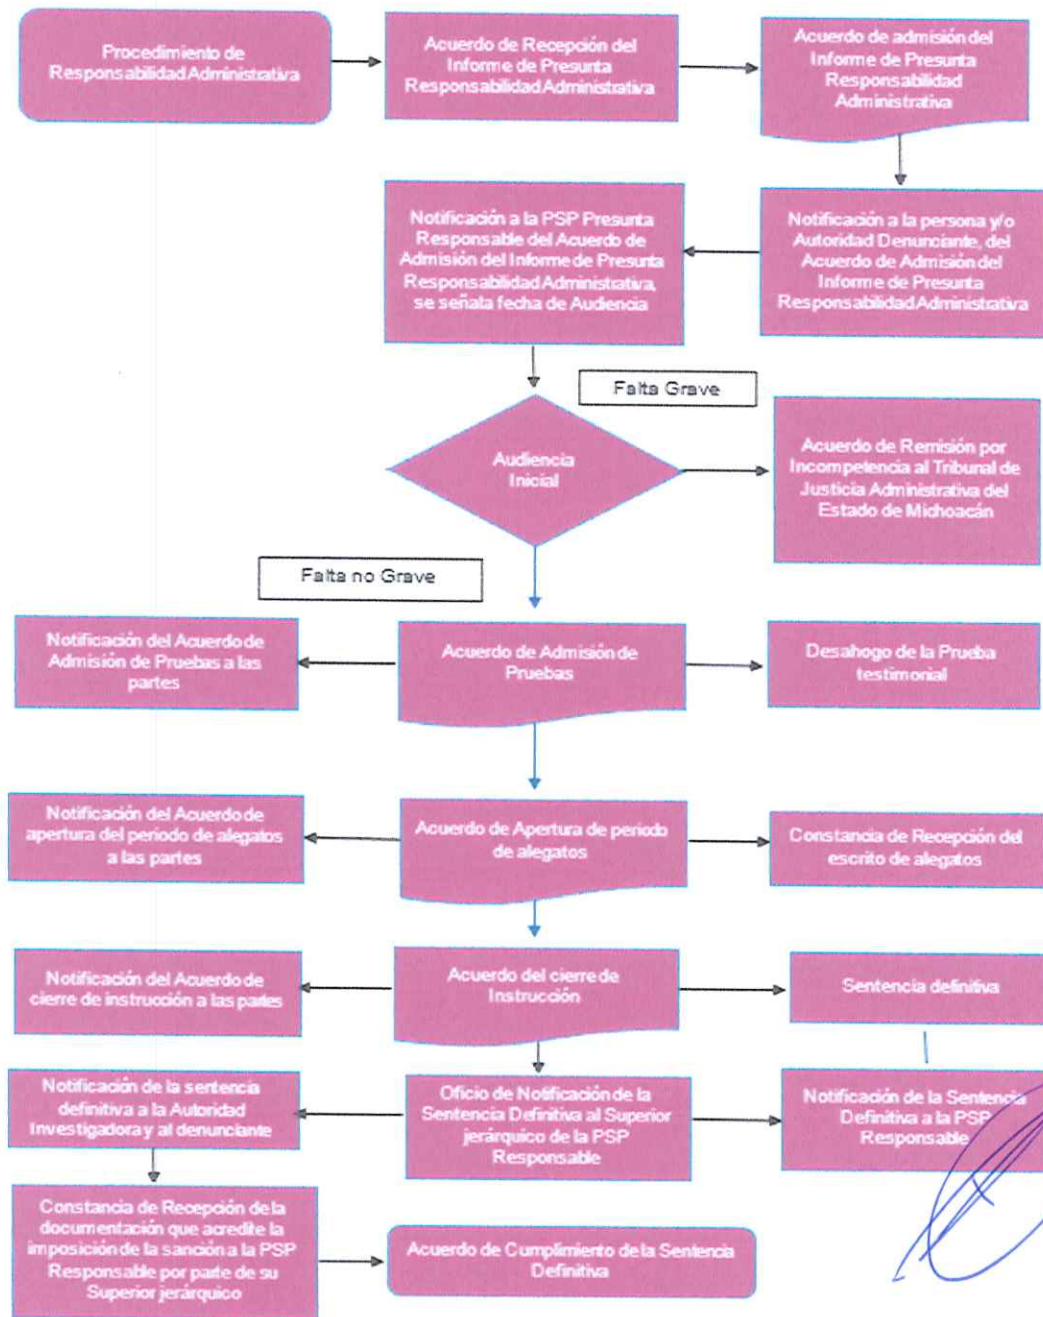 Procedimiento de
Responsabilidad Administrativa
Acuerdo de Recepción del
Informe de Presunta
Responsabilidad Administrativa
Acuerdo de admisión del
Informe de Presunta
Responsabilidad
Administrativa
Notificación a la PSP Presunta
Responsable del Acuerdo de
Admisión del Informe de Presunta
Responsabilidad Administrativa,
se señala fecha de Audiencia
Notificación a la persona y/o
Autoridad Denunciante, del
Acuerdo de Admisión del
Informe de Presunta
Responsabilidad Administrativa
Falta Grave
Audiencia
Inicial
Acuerdo de Remisión por
Incompetencia al Tribunal de
Justicia Administrativa del
Estado de Michoacán
Falta no Grave
Notificación del Acuerdo de
Admisión de Pruebas a las
partes
Acuerdo de Admisión de
Pruebas
Desahogo de la Prueba
testimonial
Notificación del Acuerdo de
apertura del periodo de alegatos
a las partes
Acuerdo de Apertura de periodo
de alegatos
Constancia de Recepción del
escrito de alegatos
Notificación del Acuerdo de
cierre de instrucción a las partes
Acuerdo del cierre de
Instrucción
Sentencia definitiva
Notificación de la sentencia
definitiva a la Autoridad
Investigadora y al denunciante
Oficio de Notificación de la
Sentencia Definitiva al Superior
jerárquico de la PSP
Responsable
Notificación de la Sentencia
Definitiva a la PSP
Responsable
Constancia de Recepción de la
documentación que acredite la
imposición de la sanción a la PSP
Responsable por parte de su
Superior jerárquico
Acuerdo de Cumplimiento de la Sentencia
Definitiva